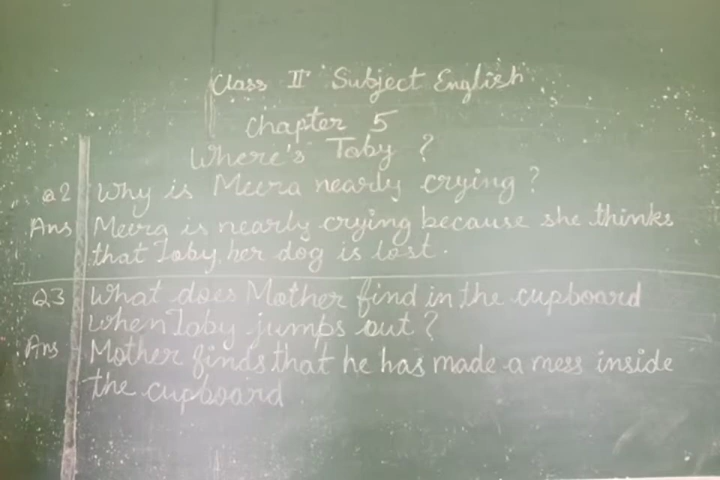 Class II Subject English
Chapter 5
Where's Toby ?
Q2 Why is Meera nearly crying ?
Ans Meera is nearly crying because she thinks
that Toby, her dog is lost.
Q3 What does Mother find in the cupboard
when Toby jumps out ?
Ans Mother finds that he has made a mess inside
the cupboard